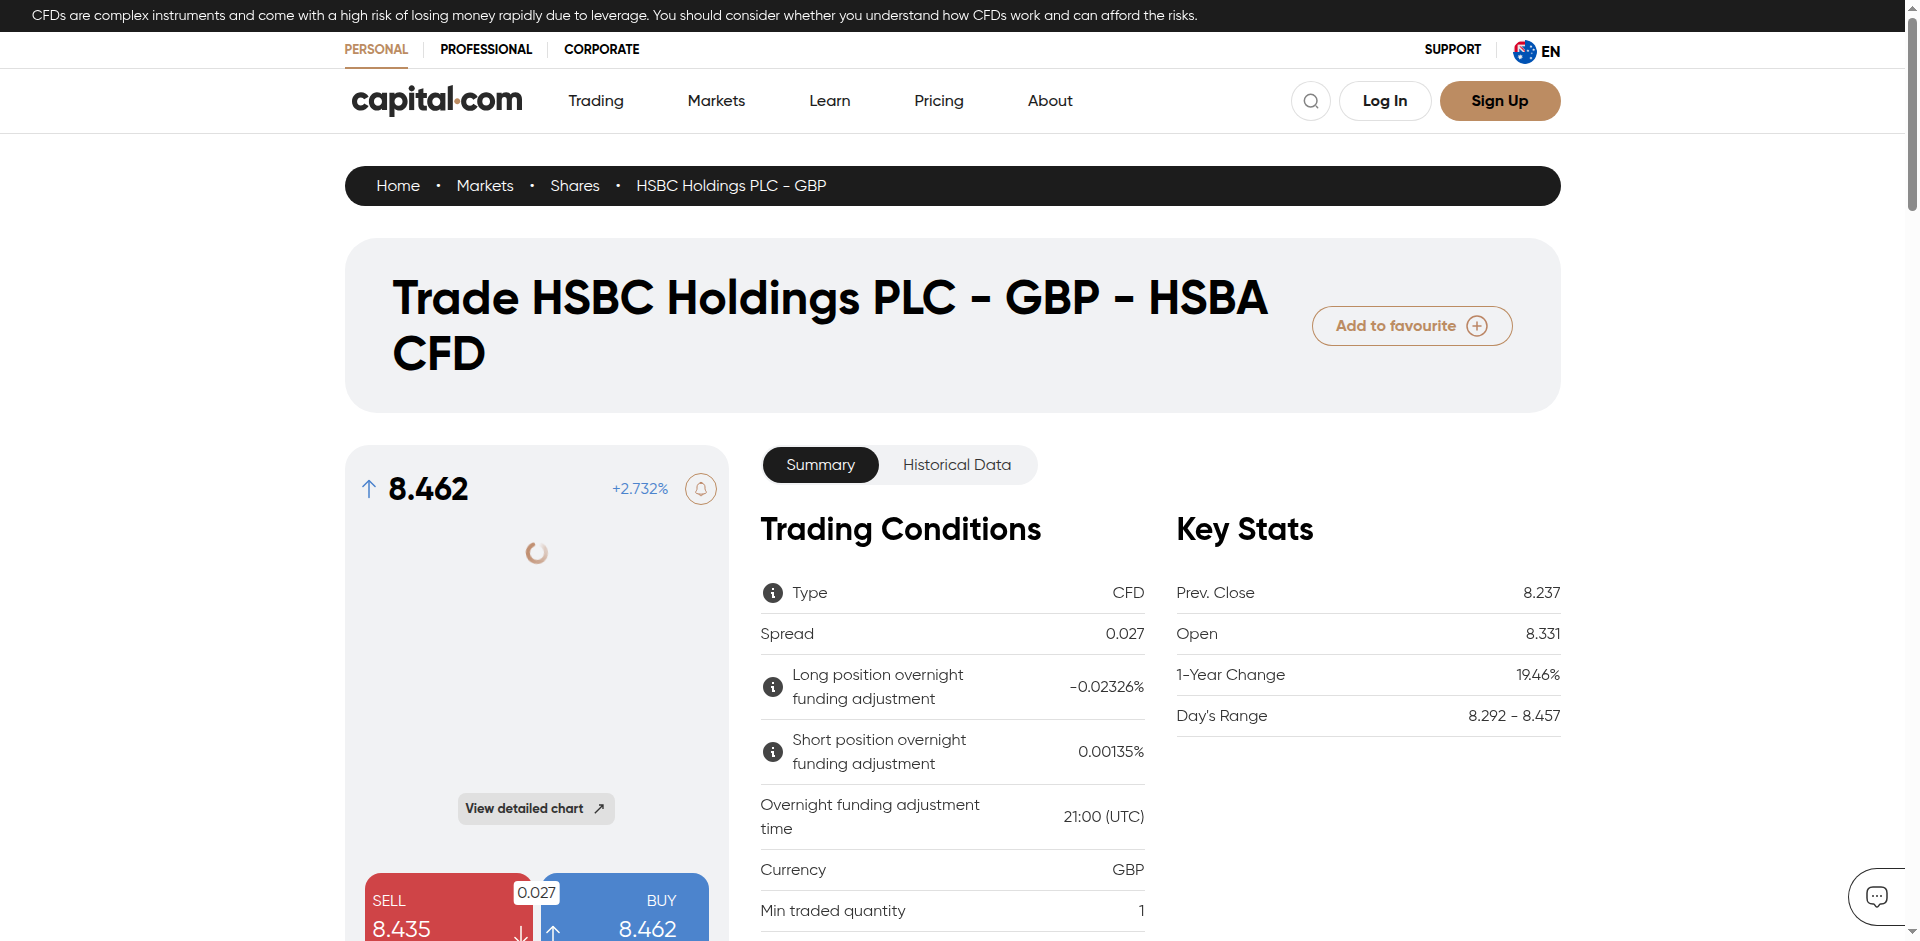 CFDs are complex instruments and come with a high risk of losing money rapidly due to leverage. You should consider whether you understand how CFDs work and can afford the risks.
PERSONAL
PROFESSIONAL
CORPORATE
SUPPORT
EN
capital.com
Trading
Markets
Learn
Pricing
About
Log In
Sign Up
Home • Markets • Shares • HSBC Holdings PLC - GBP
Trade HSBC Holdings PLC - GBP - HSBA
CFD
Add to favourite
8.462
+2.732%
View detailed chart
SELL
8.435
0.027
BUY
8.462
Summary
Historical Data
Trading Conditions
Type CFD
Spread 0.027
Long position overnight
funding adjustment
-0.02326%
Short position overnight
funding adjustment
0.00135%
Overnight funding adjustment
time
21:00 (UTC)
Currency GBP
Min traded quantity 1
Key Stats
Prev. Close 8.237
Open 8.331
1-Year Change 19.46%
Day's Range 8.292 - 8.457